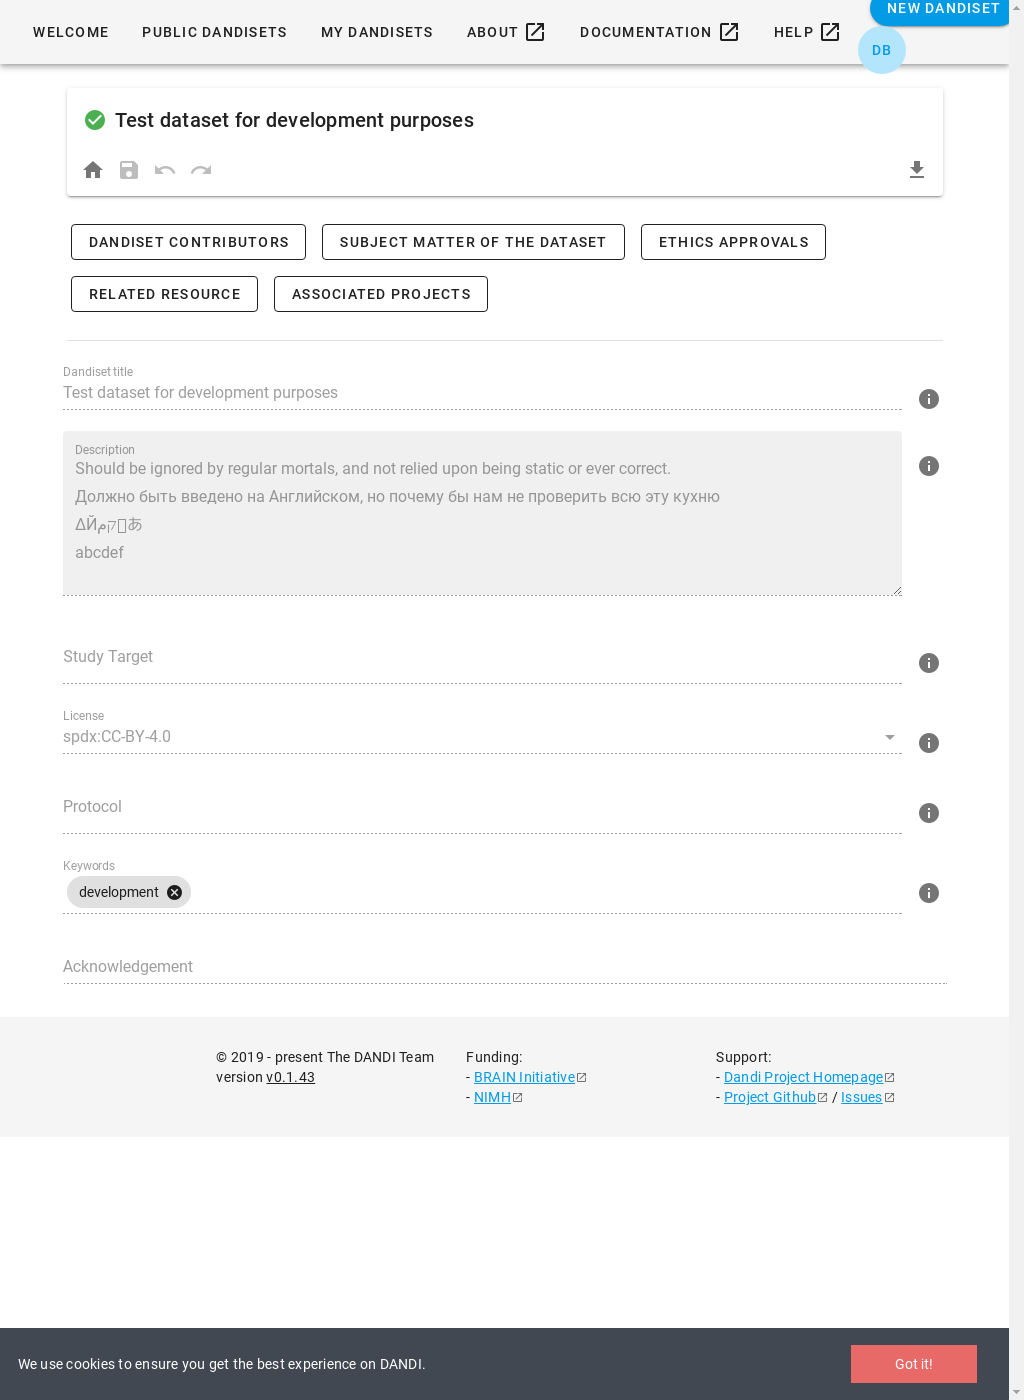 WELCOME PUBLIC DANDISETS MY DANDISETS ABOUT DOCUMENTATION HELP NEW DANDISET
DB
Test dataset for development purposes
DANDISET CONTRIBUTORS SUBJECT MATTER OF THE DATASET ETHICS APPROVALS
RELATED RESOURCE ASSOCIATED PROJECTS
Dandiset title
Test dataset for development purposes
Description
Should be ignored by regular mortals, and not relied upon being static or ever correct.
Должно быть введено на Английском, но почему бы нам не проверить всю эту кухню
abcdef
Study Target
License
spdx:CC-BY-4.0
Protocol
Keywords
development
Acknowledgement
© 2019 - present The DANDI Team
version v0.1.43
Funding:
- BRAIN Initiative
- NIMH
Support:
- Dandi Project Homepage
- Project Github / Issues
We use cookies to ensure you get the best experience on DANDI.
Got it!